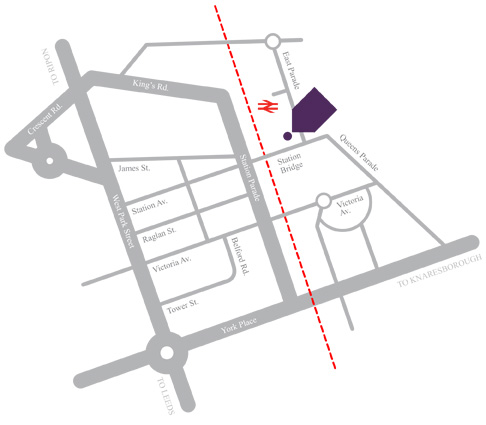 TO RIPON
King's Rd.
East Parade
Crescent Rd.
James St.
Station Parade
Station
Bridge
Queens Parade
West Park Street
Station Av.
Victoria
Av.
Raglan St.
Belford Rd.
Victoria Av.
Tower St.
York Place
TO KNARESBOROUGH
TO LEEDS